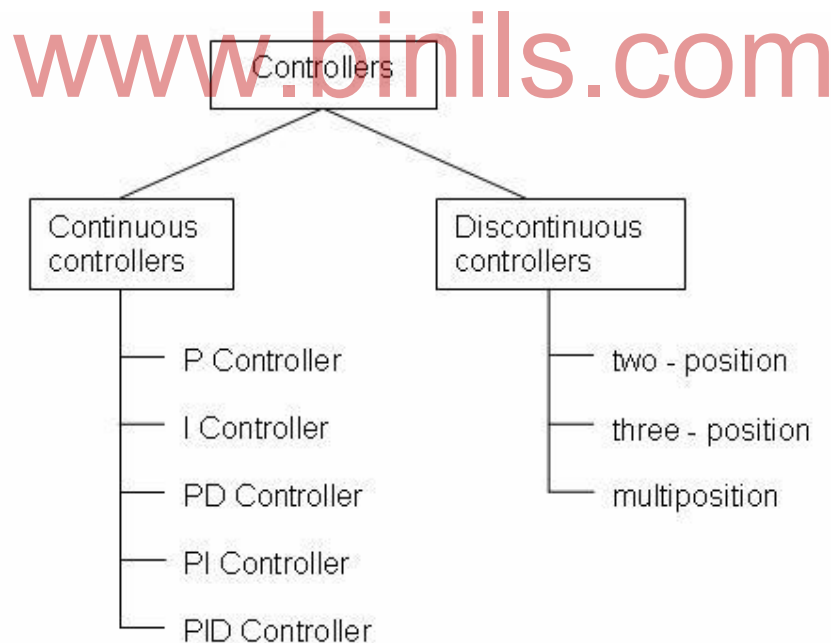 www.binils.com
Controllers
Continuous
controllers
P Controller
I Controller
PD Controller
PI Controller
PID Controller
Discontinuous
controllers
two - position
three - position
multiposition